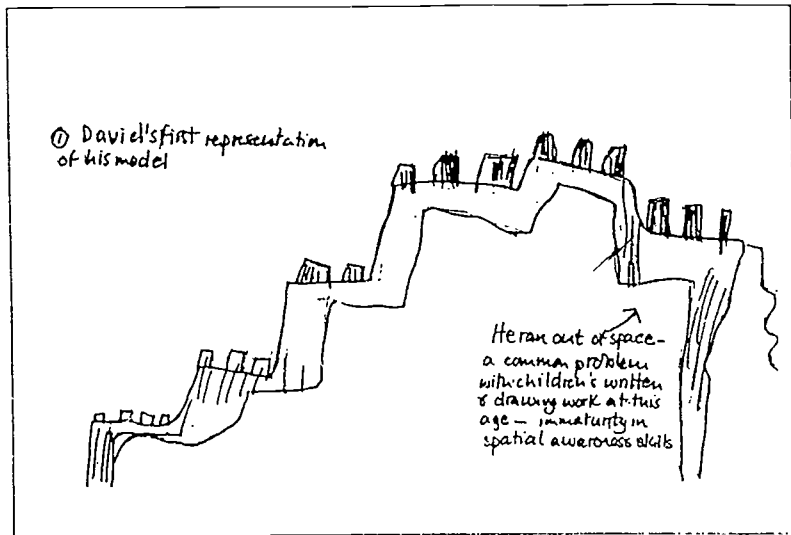 ① David's first representation
of his model
He ran out of space –
a common problem
with children's written
& drawing work at this
age – immaturity in
spatial awareness skills